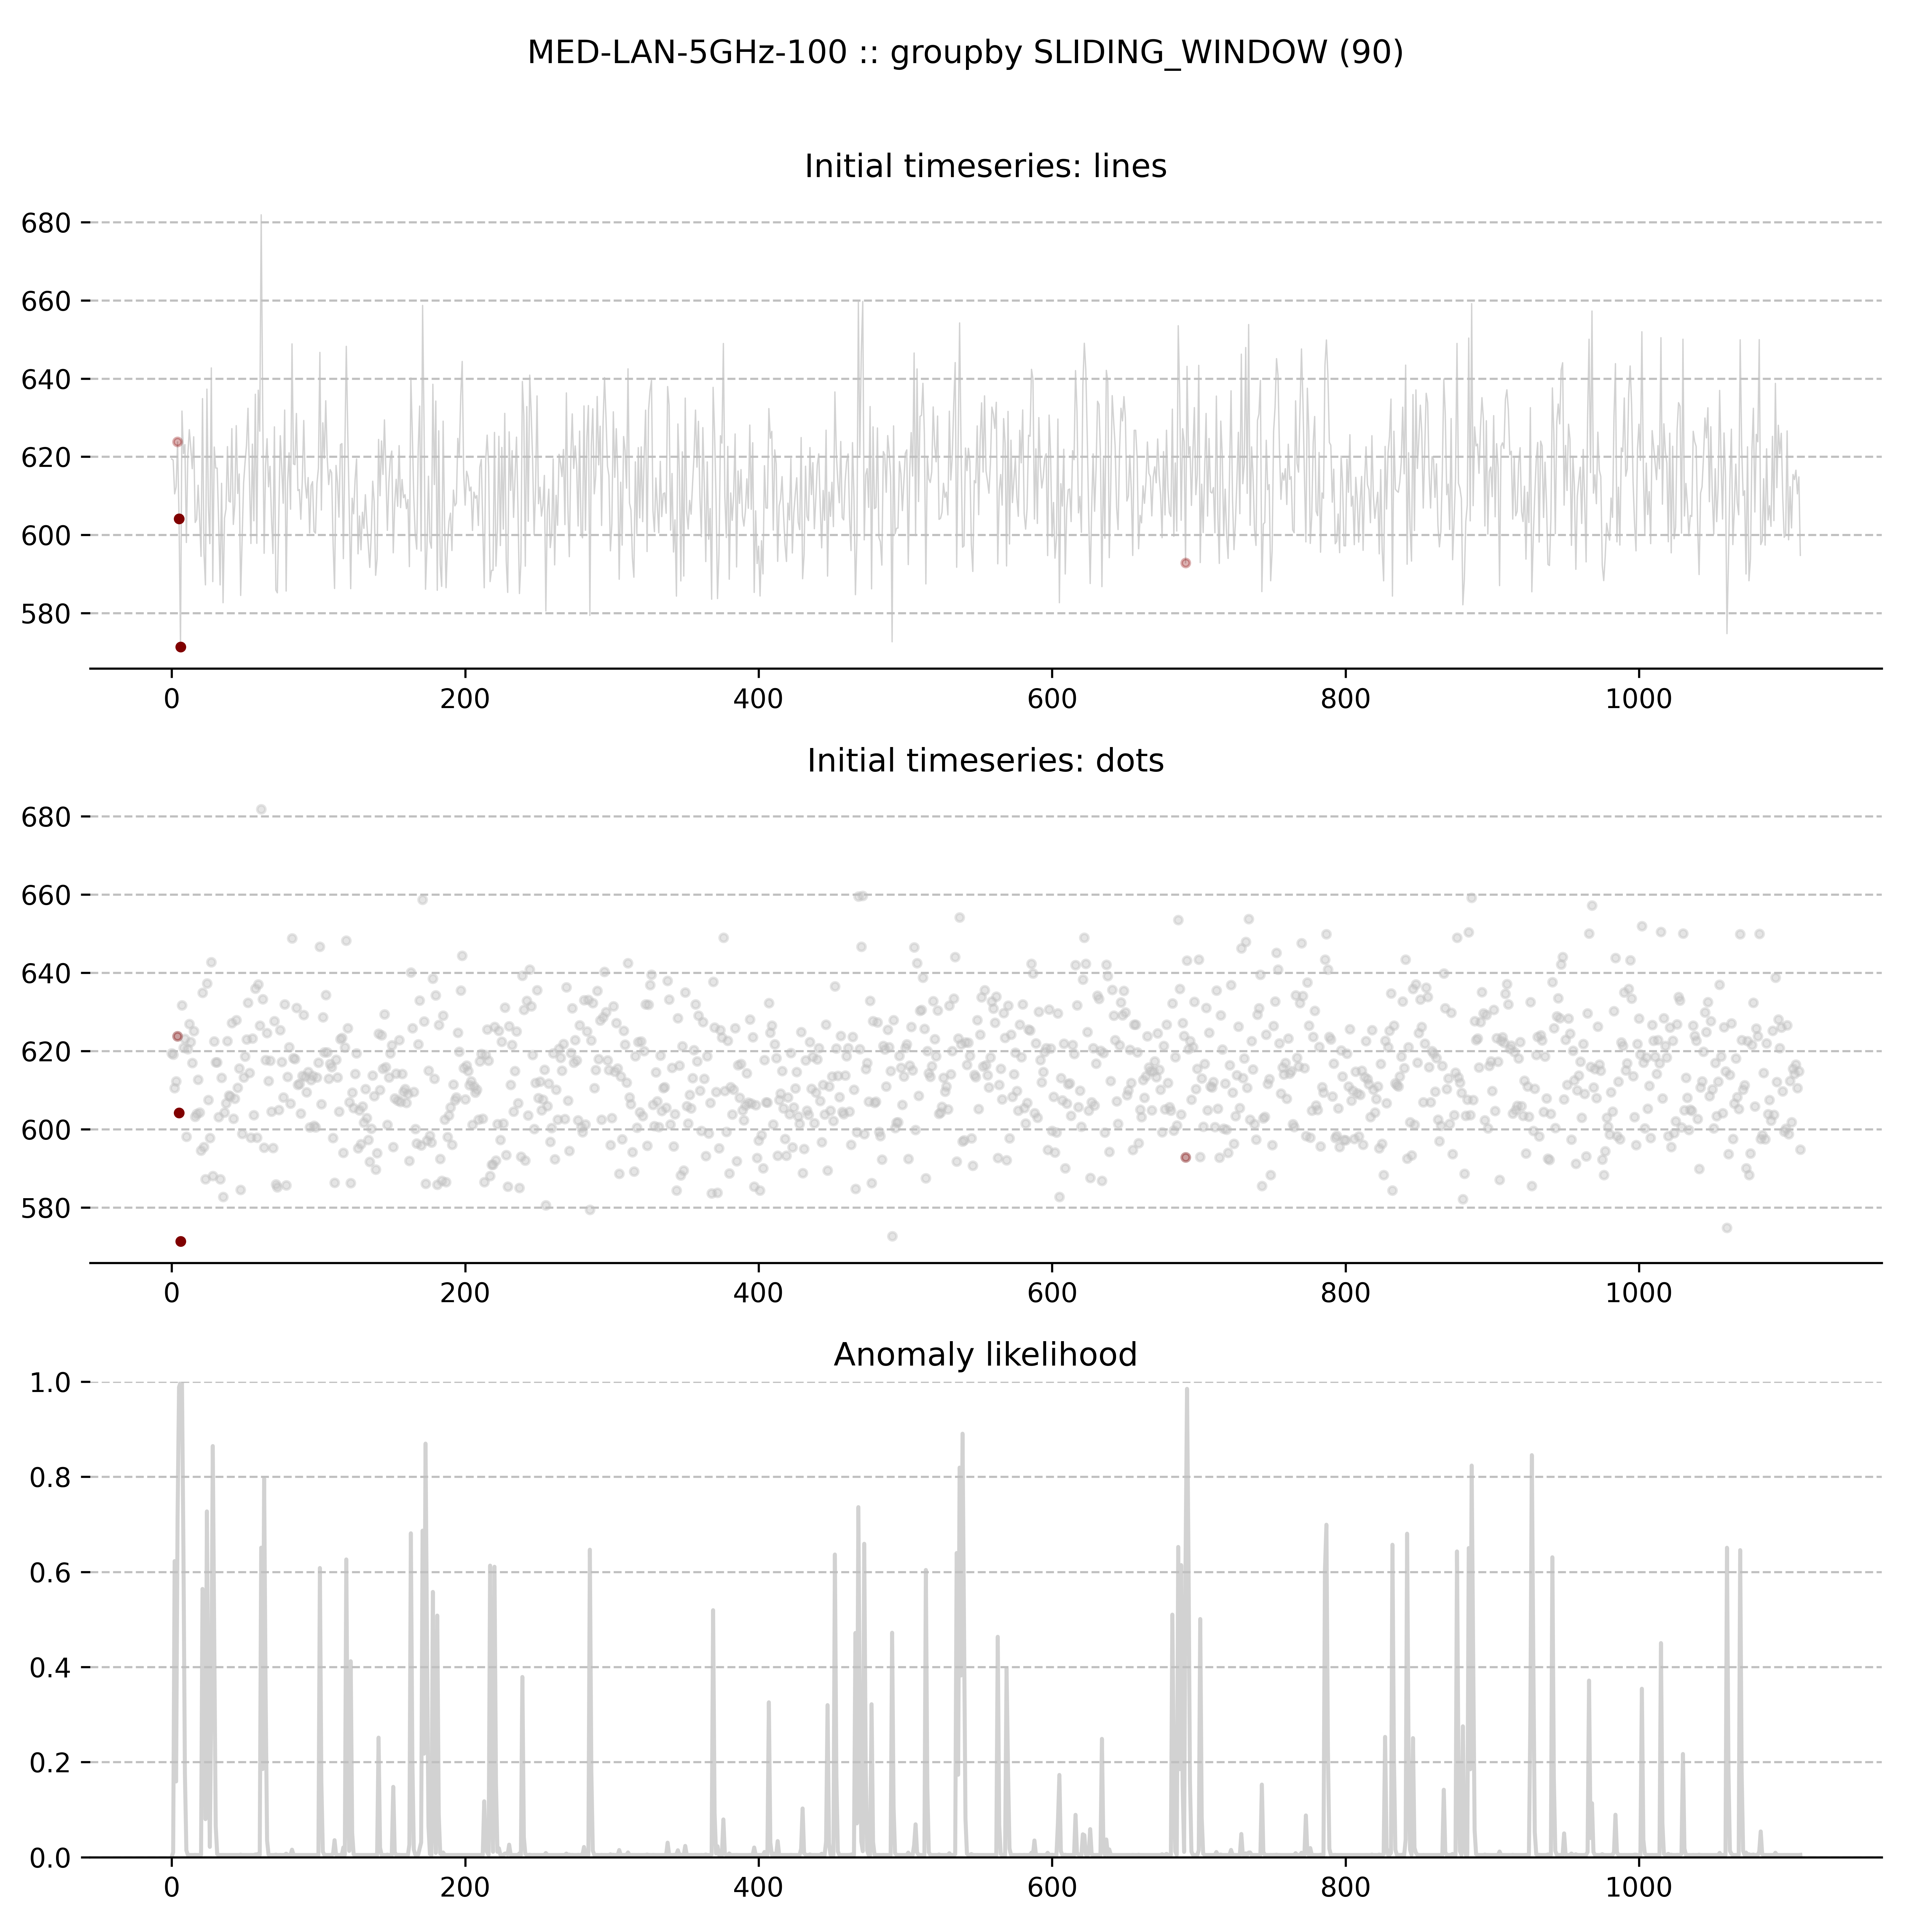 MED-LAN-5GHz-100 :: groupby SLIDING_WINDOW (90)
Initial timeseries: lines
680
660
640
620
600
580
0 200 400 600 800 1000
Initial timeseries: dots
680
660
640
620
600
580
0 200 400 600 800 1000
Anomaly likelihood
1.0
0.8
0.6
0.4
0.2
0.0
0 200 400 600 800 1000